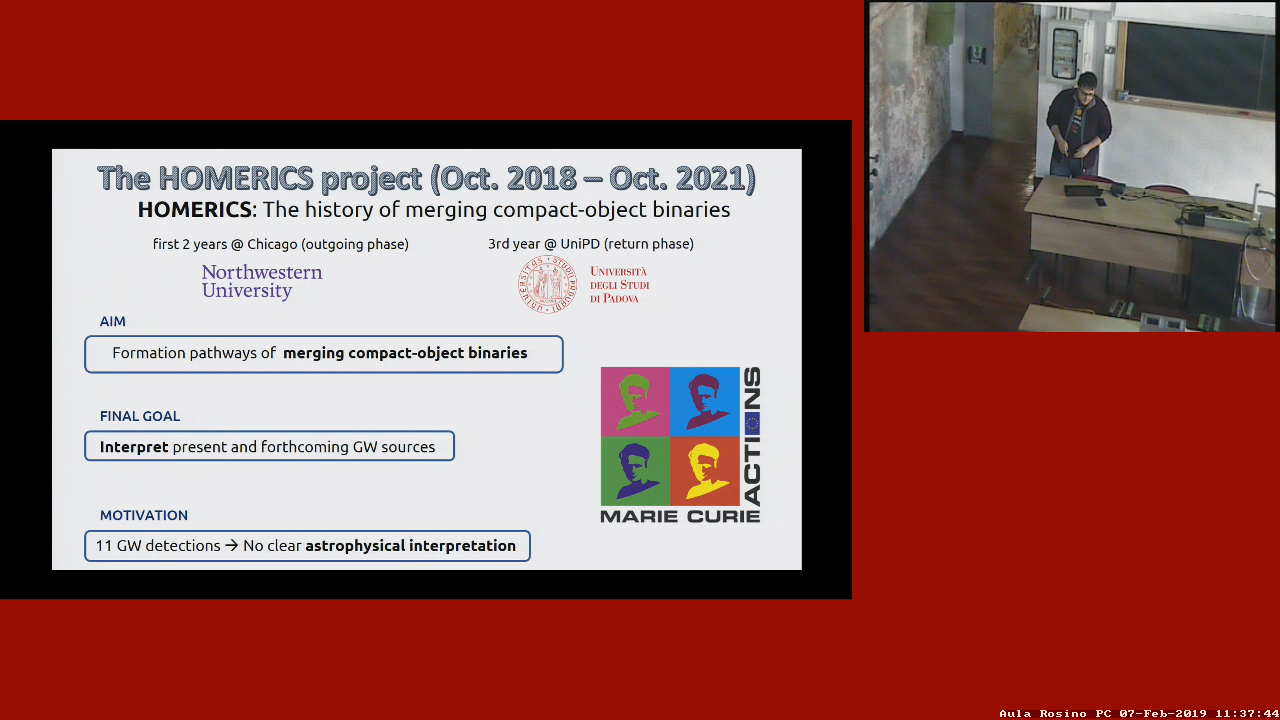 The HOMERICS project (Oct. 2018 – Oct. 2021)
HOMERICS: The history of merging compact-object binaries
first 2 years @ Chicago (outgoing phase)
3rd year @ UniPD (return phase)
Northwestern
University
UNIVERSITÀ
DEGLI STUDI
DI PADOVA
AIM
Formation pathways of merging compact-object binaries
FINAL GOAL
Interpret present and forthcoming GW sources
MOTIVATION
11 GW detections → No clear astrophysical interpretation
MARIE CURIE
ACTIONS
Aula Rosino PC 07-Feb-2019 11:37:44